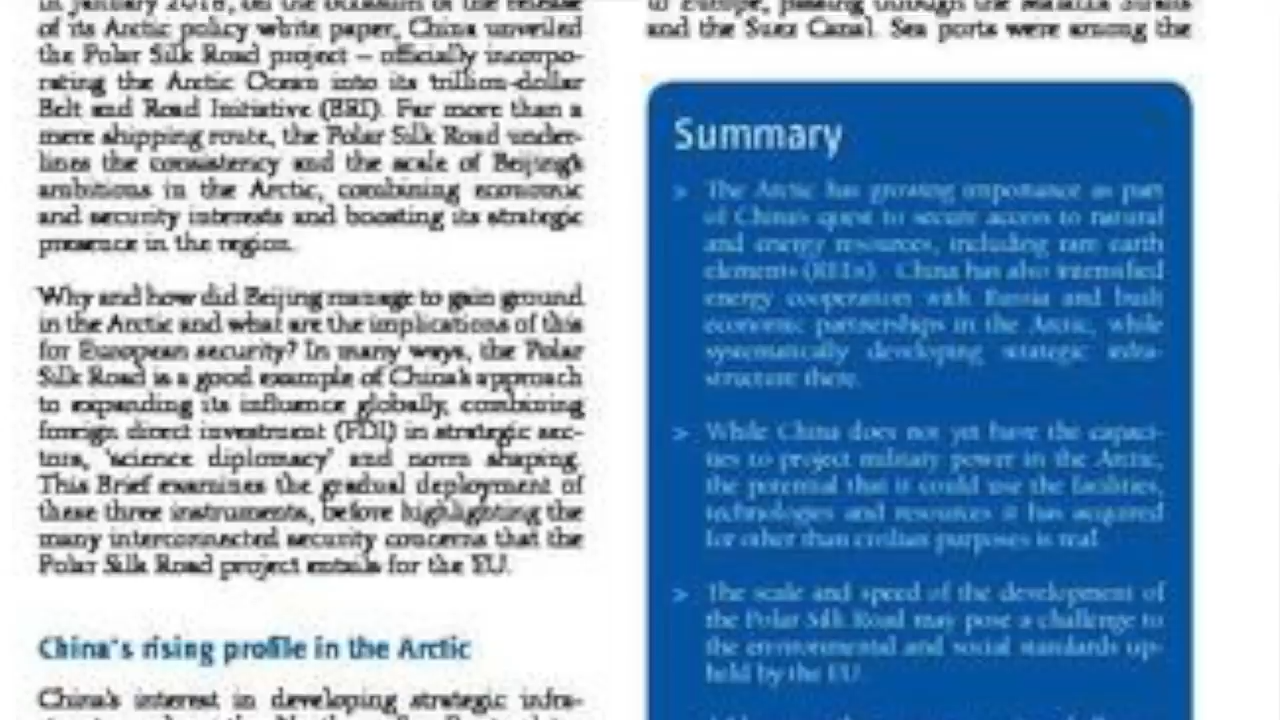 in January 2018, on the occasion of the release
of its Arctic policy white paper, China unveiled
the Polar Silk Road project – officially incorpo-
rating the Arctic Ocean into its trillion-dollar
Belt and Road Initiative (BRI). Far more than a
mere shipping route, the Polar Silk Road under-
lines the consistency and the scale of Beijing's
ambitions in the Arctic, combining economic
and security interests and boosting its strategic
presence in the region.
Why and how did Beijing manage to gain ground
in the Arctic and what are the implications of this
for European security? In many ways, the Polar
Silk Road is a good example of China's approach
to expanding its influence globally, combining
foreign direct investment (FDI) in strategic sec-
tors, 'science diplomacy' and norm shaping.
This Brief examines the gradual deployment of
these three instruments, before highlighting the
many interconnected security concerns that the
Polar Silk Road project entails for the EU.
China's rising profile in the Arctic
China's interest in developing strategic infra-
to Europe, passing through the Malacca Straits
and the Suez Canal. Sea ports were among the
Summary
> The Arctic has growing importance as part
of China's quest to secure access to natural
and energy resources, including rare earth
elements (REEs). China has also intensified
energy cooperation with Russia and built
economic partnerships in the Arctic, while
systematically developing strategic infra-
structure there.
> While China does not yet have the capaci-
ties to project military power in the Arctic,
the potential that it could use the facilities,
technologies and resources it has acquired
for other than civilian purposes is real.
> The scale and speed of the development of
the Polar Silk Road may pose a challenge to
the environmental and social standards up-
held by the EU.